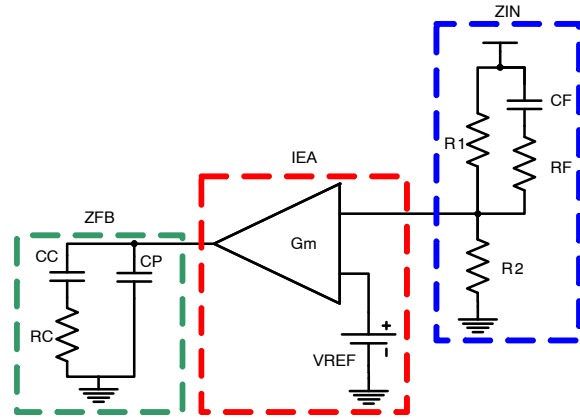 ZIN
CF
R1
RF
IEA
ZFB
Gm
CC
CP
R2
RC
+
VREF
-